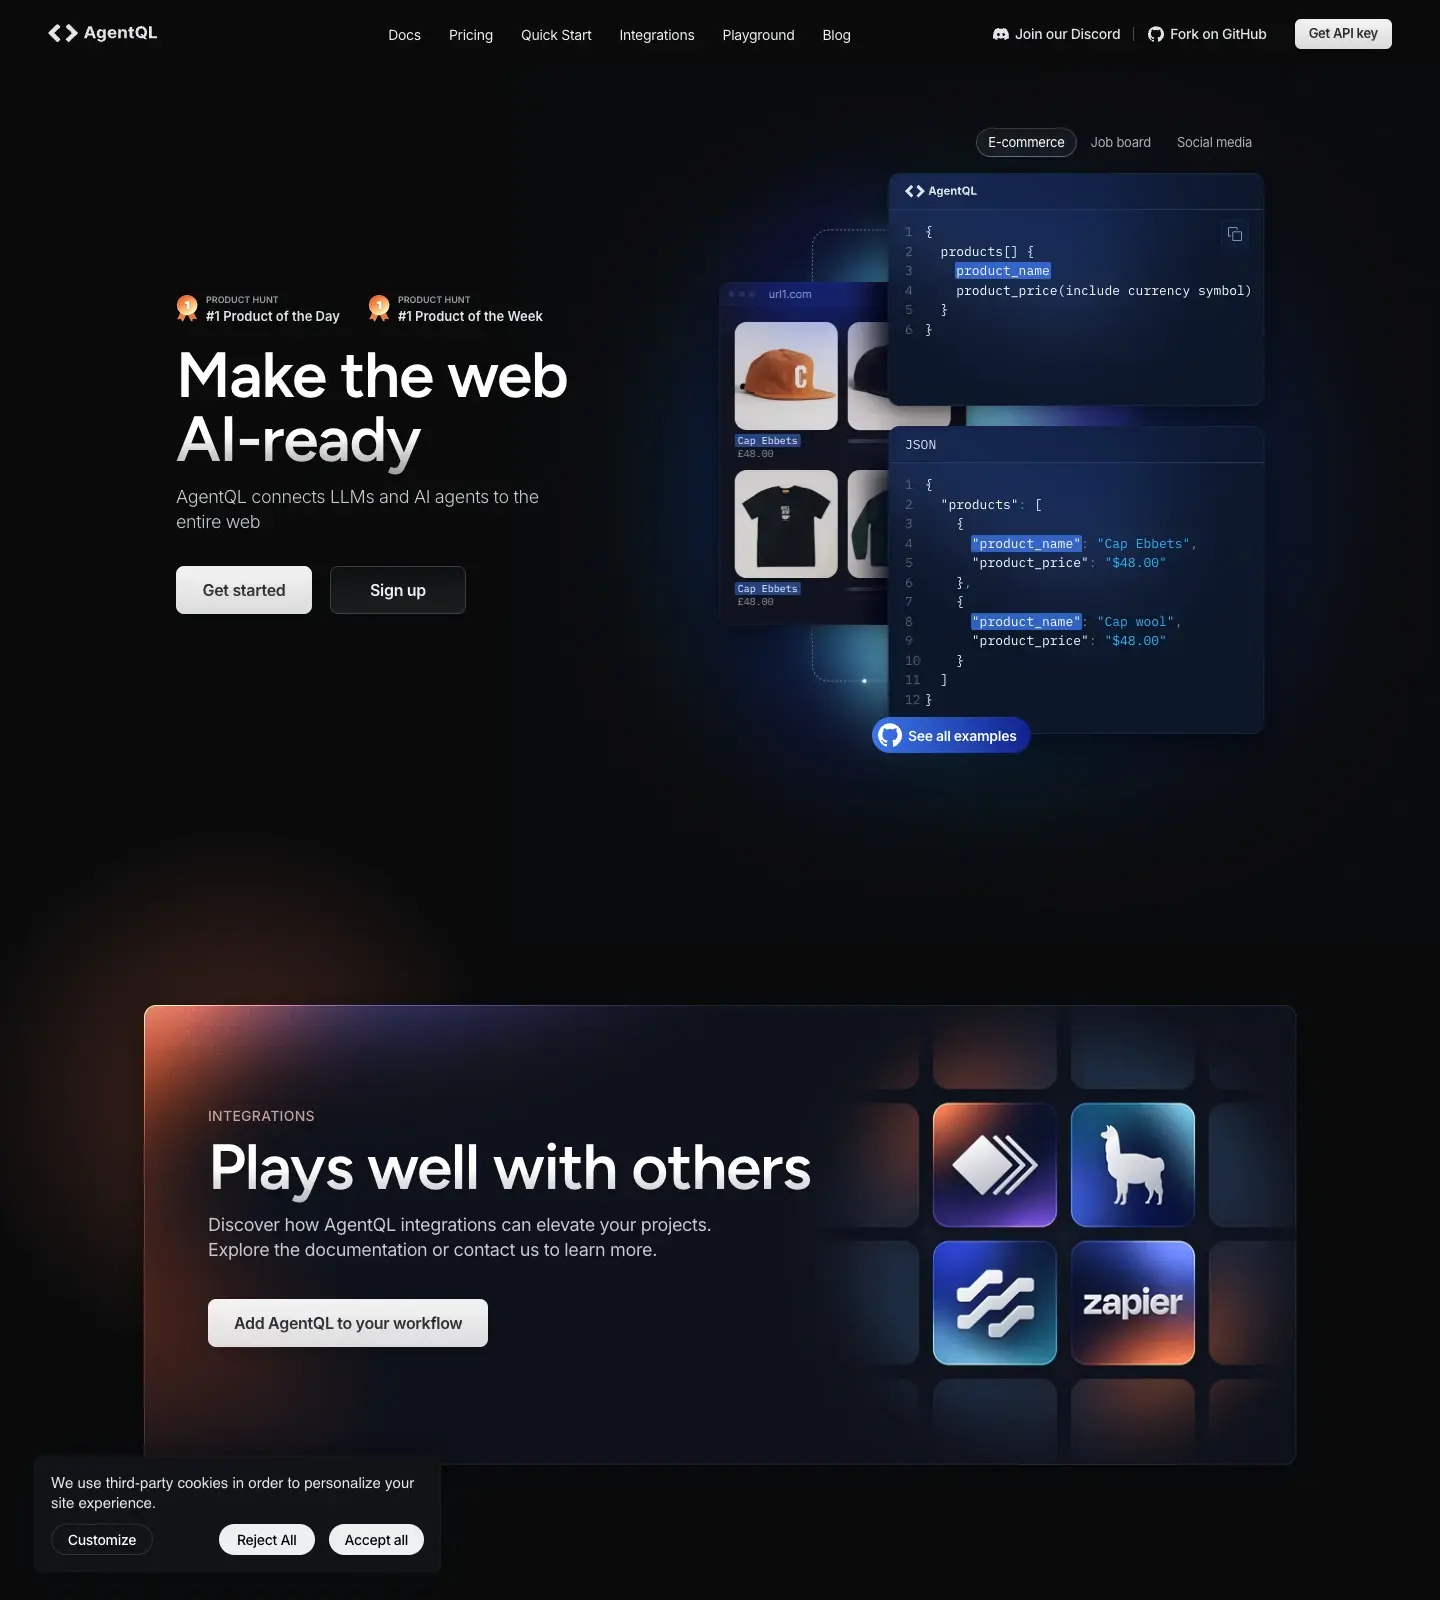 AgentQL
Docs
Pricing
Quick Start
Integrations
Playground
Blog
Join our Discord
Fork on GitHub
Get API key
PRODUCT HUNT
#1 Product of the Day
PRODUCT HUNT
#1 Product of the Week
Make the web
AI-ready
AgentQL connects LLMs and AI agents to the
entire web
Get started
Sign up
E-commerce
Job board
Social media
url1.com
C
Cap Ebbets
£48.00
Cap Ebbets
£48.00
AgentQL
1 {
2 products[] {
3 product_name
4 product_price(include currency symbol)
5 }
6 }
JSON
1 {
2 "products": [
3 {
4 "product_name": "Cap Ebbets",
5 "product_price": "$48.00"
6 },
7 {
8 "product_name": "Cap wool",
9 "product_price": "$48.00"
10 }
11 ]
12 }
See all examples
INTEGRATIONS
Plays well with others
Discover how AgentQL integrations can elevate your projects.
Explore the documentation or contact us to learn more.
Add AgentQL to your workflow
zapier
We use third-party cookies in order to personalize your
site experience.
Customize
Reject All
Accept all